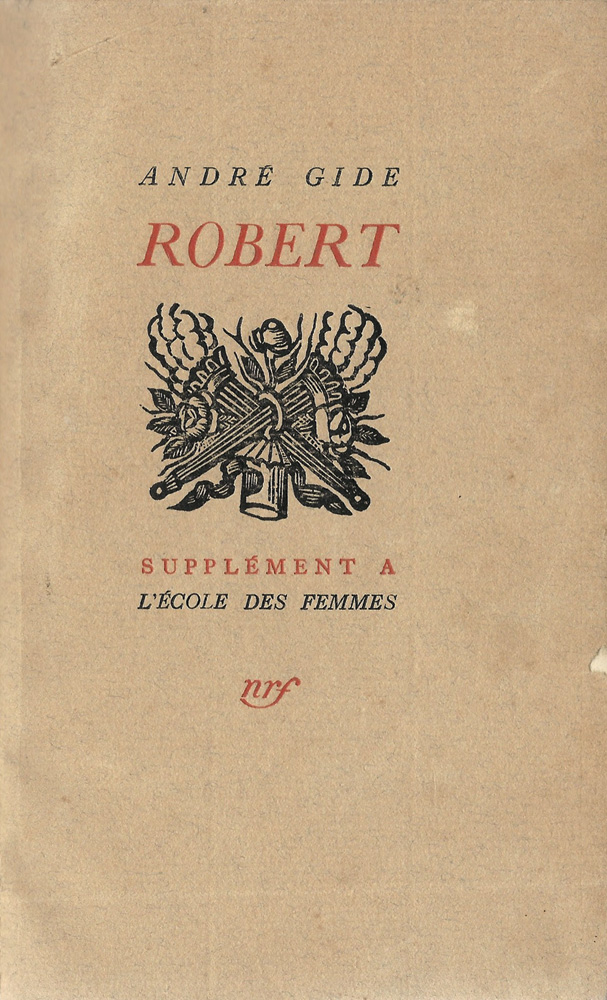 ANDRÉ GIDE
ROBERT
SUPPLÉMENT A
L'ÉCOLE DES FEMMES
nrf